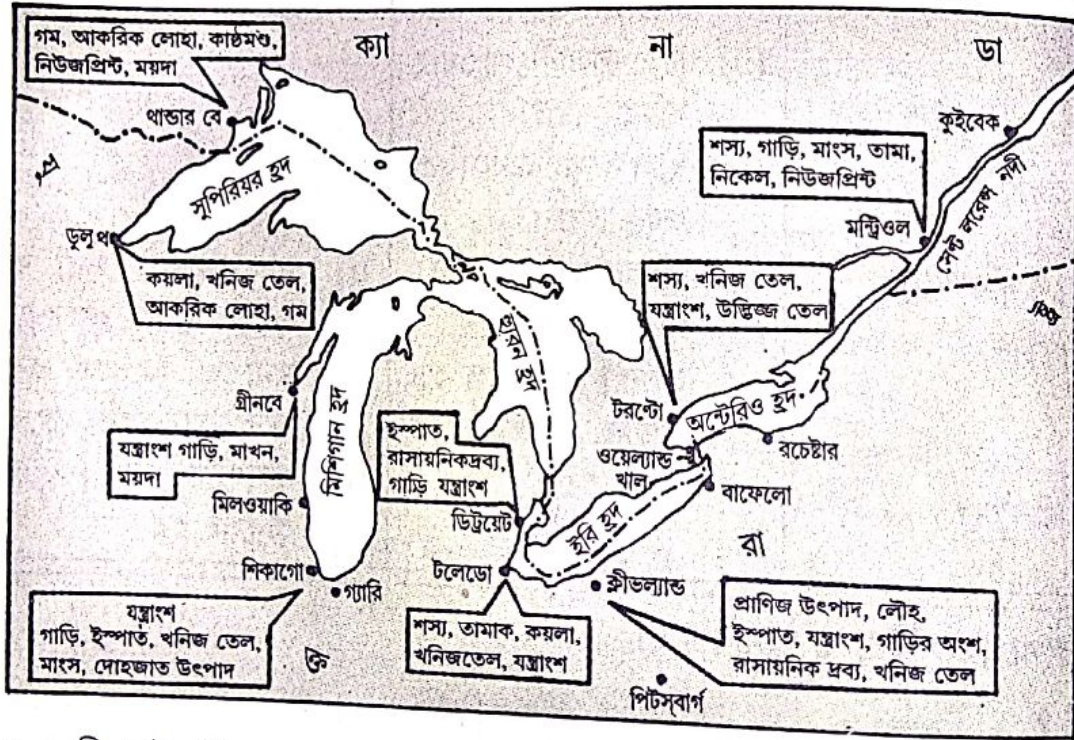 ক্যা না ডা
গম, আকরিক লোহা, কাষ্ঠমণ্ড,
নিউজপ্রিন্ট, ময়দা
থান্ডার বে
কুইবেক
শস্য, গাড়ি, মাংস, তামা,
নিকেল, নিউজপ্রিন্ট
যু
সুপিরিয়র হ্রদ
মন্ট্রিওল
সেন্ট লরেন্স নদী
ডুলুথ
কয়লা, খনিজ তেল,
আকরিক লোহা, গম
শস্য, খনিজ তেল,
যন্ত্রাংশ, উদ্ভিজ্জ তেল
হুরন হ্রদ
গ্রীনবে
মিশিগান হ্রদ
টরন্টো
অন্টেরিও হ্রদ
যন্ত্রাংশ গাড়ি, মাখন,
ময়দা
ইস্পাত,
রাসায়নিকদ্রব্য,
গাড়ি যন্ত্রাংশ
ওয়েল্যান্ড
খাল
রচেষ্টার
মিলওয়াকি
ডিট্রয়েট
ইরি হ্রদ
বাফেলো
রা
শিকাগো
গ্যারি
টলেডো
ক্লীভল্যান্ড
যন্ত্রাংশ
গাড়ি, ইস্পাত, খনিজ তেল,
মাংস, দোহজাত উৎপাদ
ক্ত
শস্য, তামাক, কয়লা,
খনিজতেল, যন্ত্রাংশ
প্রাণিজ উৎপাদ, লৌহ,
ইস্পাত, যন্ত্রাংশ, গাড়ির অংশ,
রাসায়নিক দ্রব্য, খনিজ তেল
পিটস্‌বার্গ